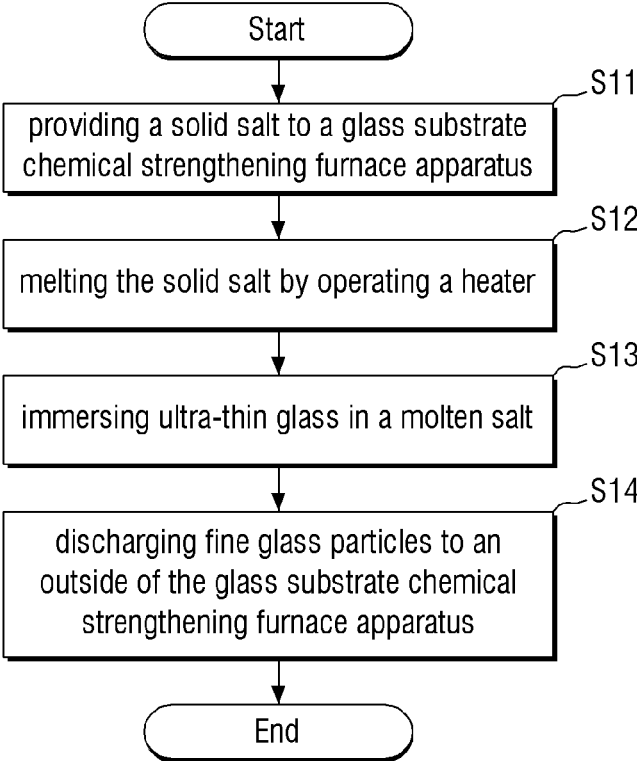 Start
S11
providing a solid salt to a glass substrate
chemical strengthening furnace apparatus
S12
melting the solid salt by operating a heater
S13
immersing ultra-thin glass in a molten salt
S14
discharging fine glass particles to an
outside of the glass substrate chemical
strengthening furnace apparatus
End